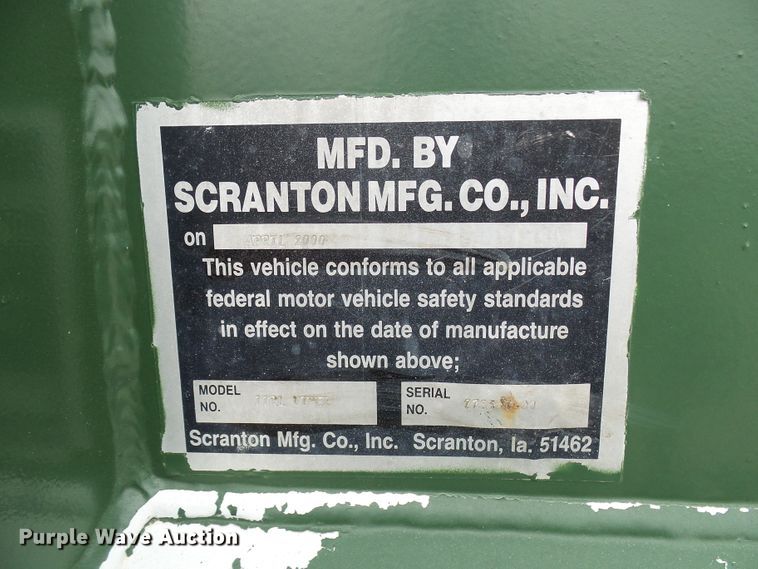 MFD. BY
SCRANTON MFG. CO., INC.
on APRIL 2000
This vehicle conforms to all applicable
federal motor vehicle safety standards
in effect on the date of manufacture
shown above;
MODEL
NO.
SERIAL
NO.
Scranton Mfg. Co., Inc. Scranton, Ia. 51462
Purple Wave Auction